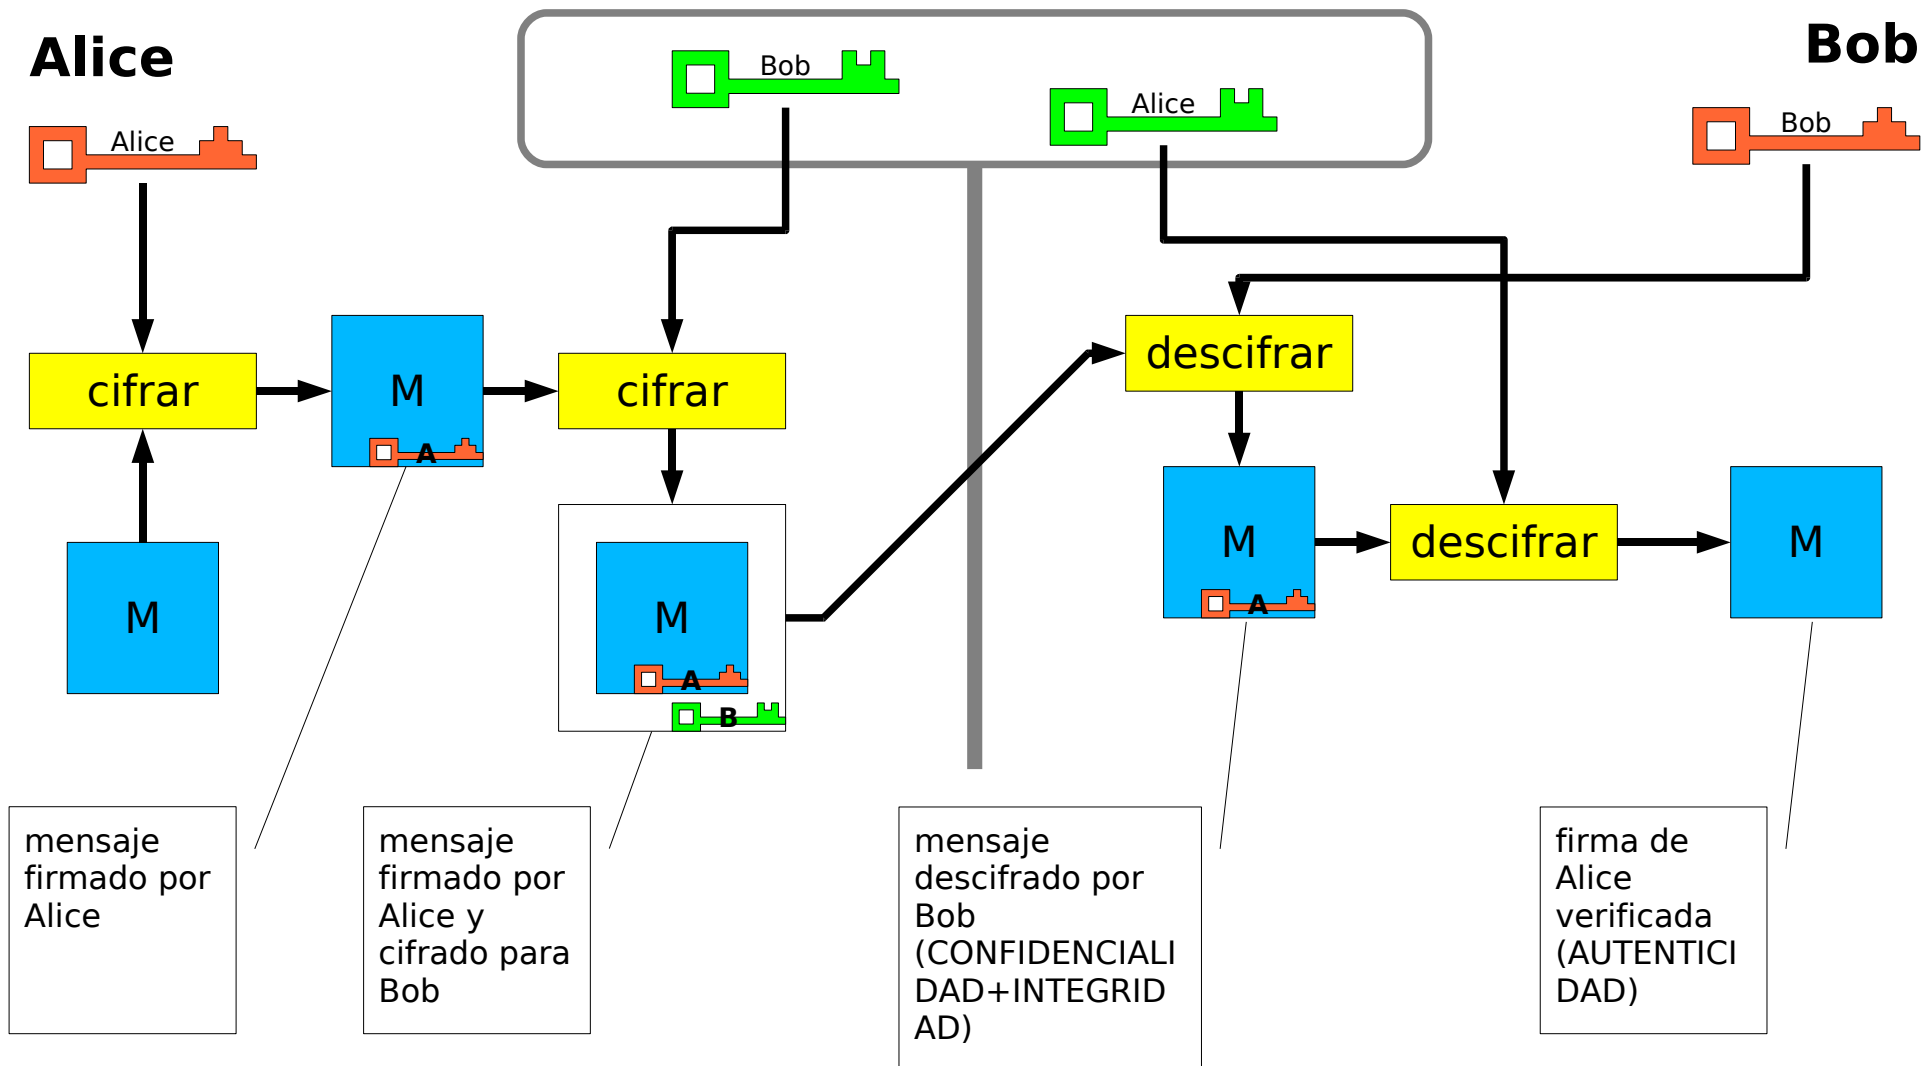 Alice
Bob
Bob
Alice
Alice
Bob
cifrar
M
A
cifrar
descifrar
M
M
A
B
M
A
descifrar
M
mensaje
firmado por
Alice
mensaje
firmado por
Alice y
cifrado para
Bob
mensaje
descifrado por
Bob
(CONFIDENCIALI
DAD+INTEGRID
AD)
firma de
Alice
verificada
(AUTENTICI
DAD)